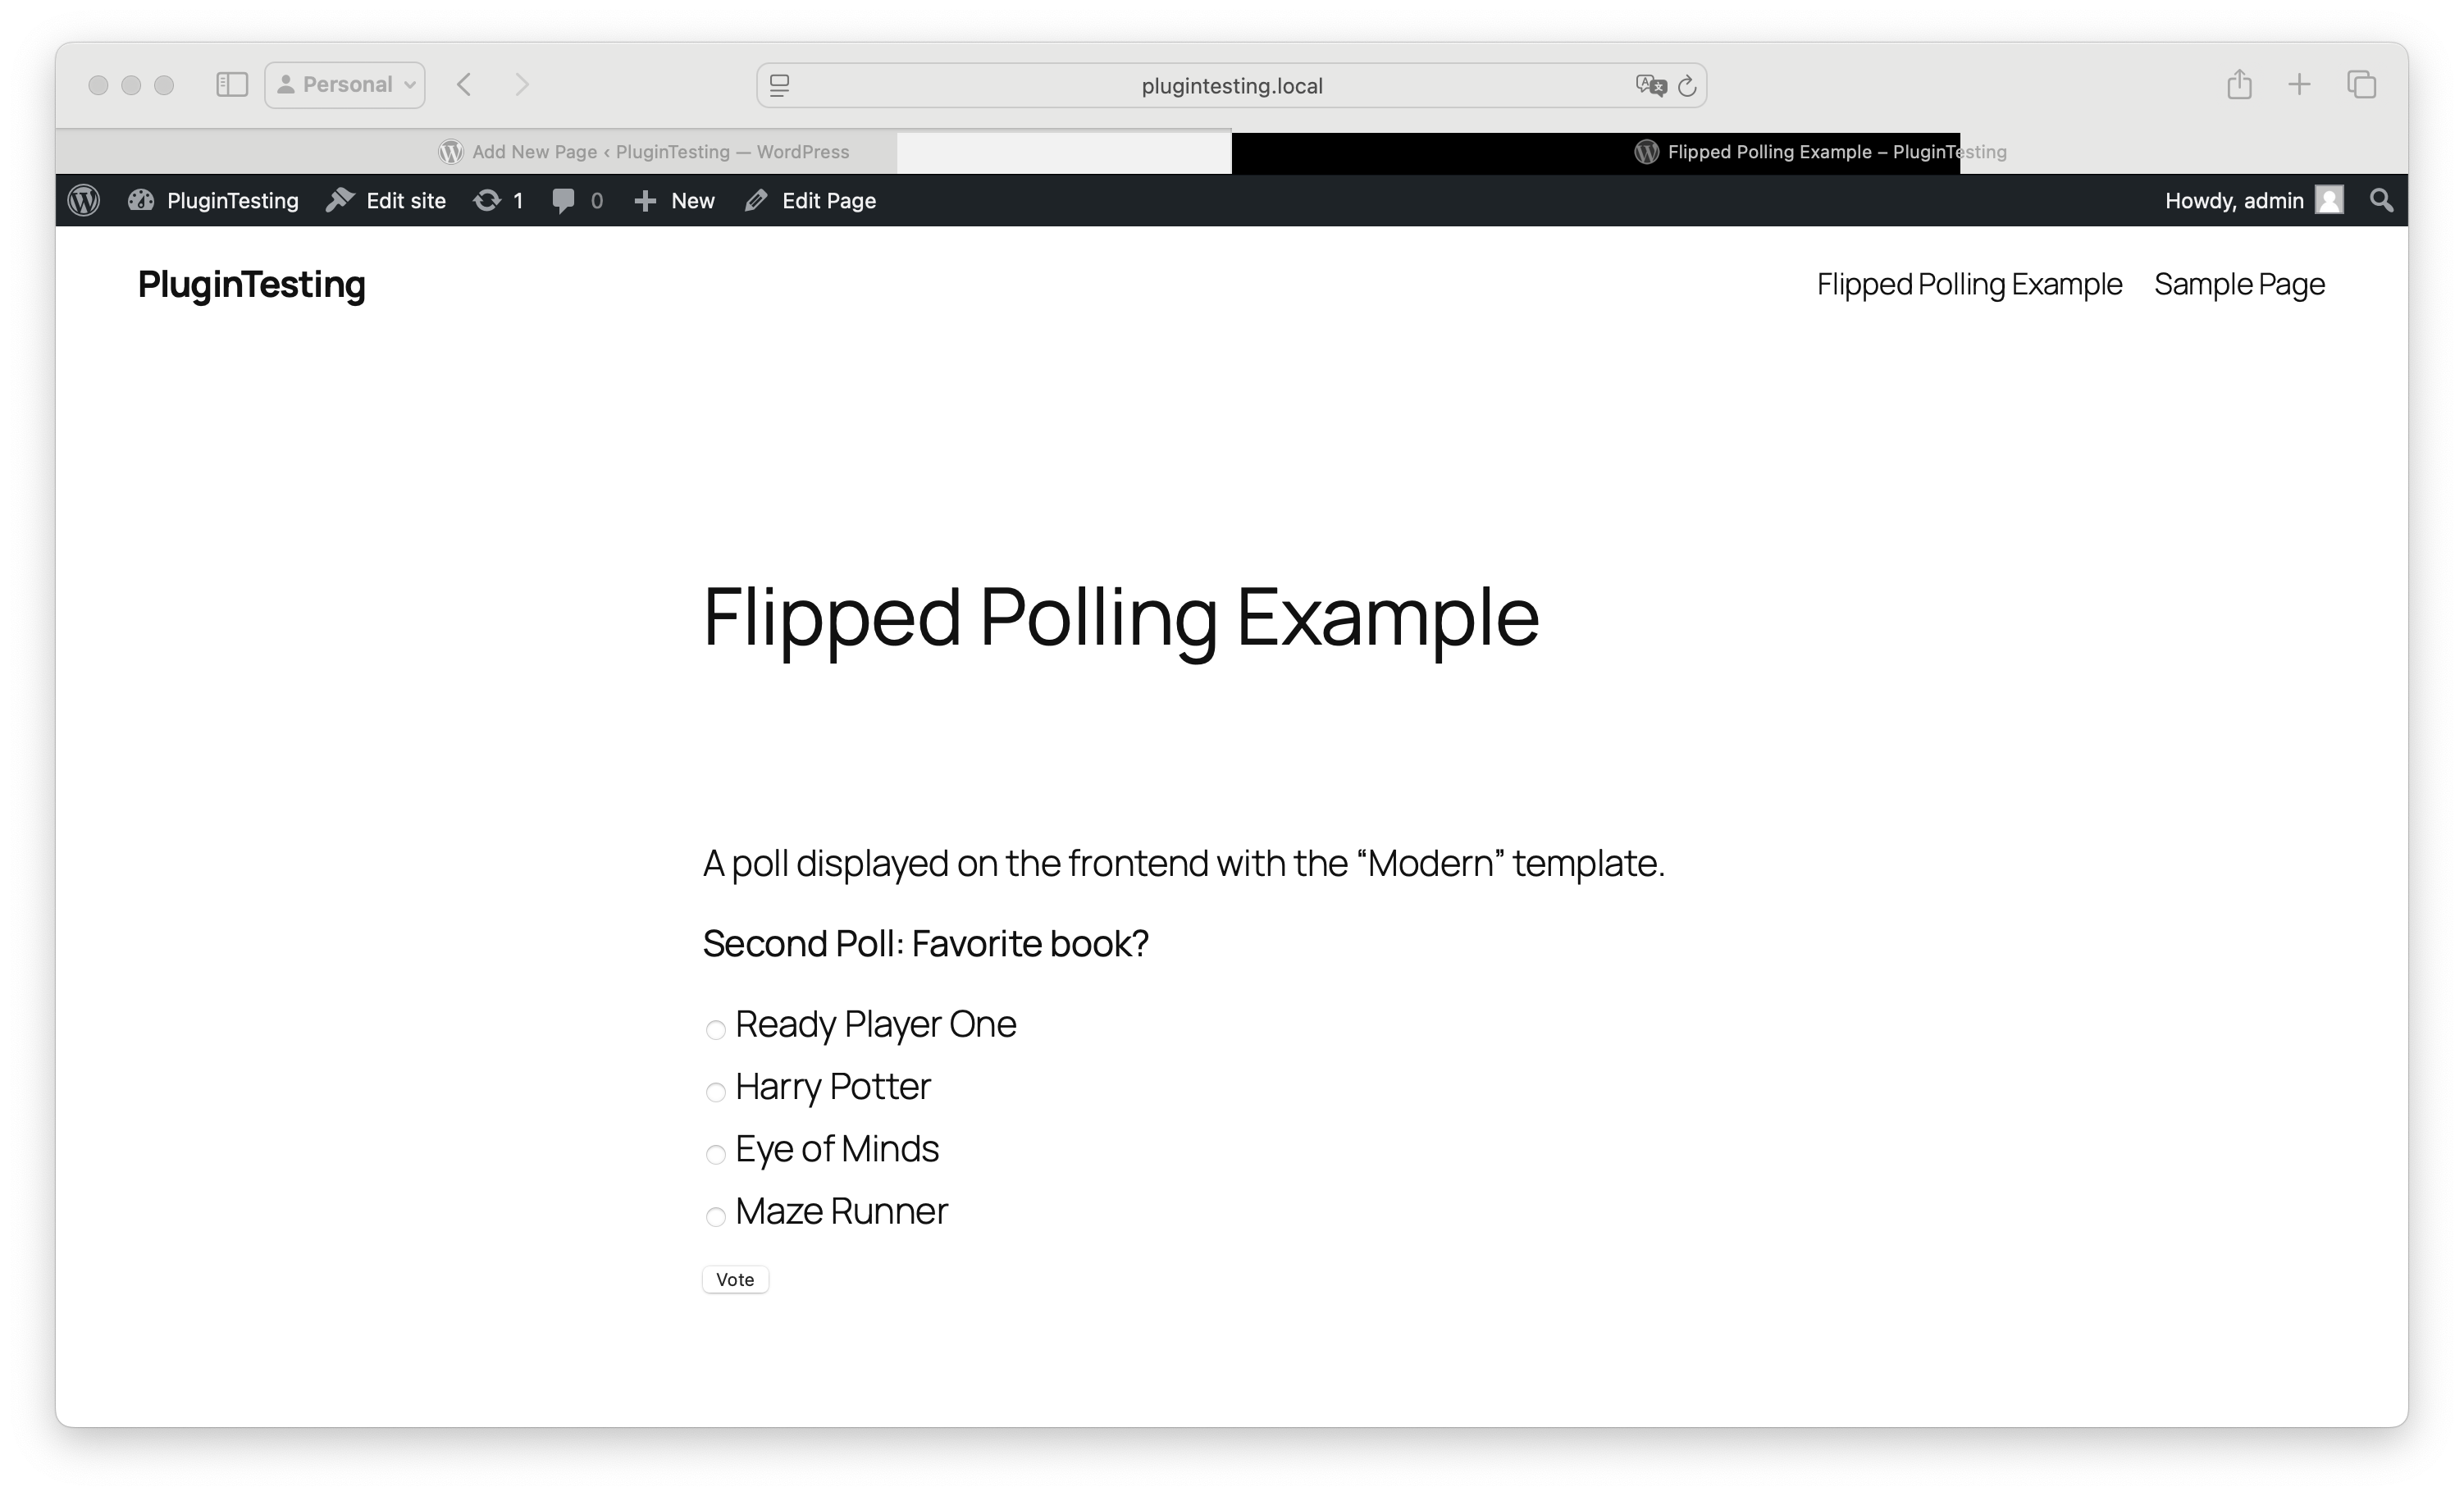 Personal
plugintesting.local
Add New Page ‹ PluginTesting — WordPress
Flipped Polling Example – PluginTesting
PluginTesting Edit site 1 0 New Edit Page Howdy, admin
PluginTesting Flipped Polling Example Sample Page
Flipped Polling Example
A poll displayed on the frontend with the “Modern” template.
Second Poll: Favorite book?
Ready Player One
Harry Potter
Eye of Minds
Maze Runner
Vote